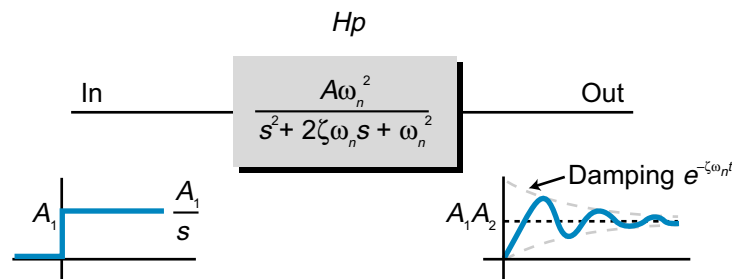 Hp
In
Aωₙ²
s² + 2ζωₙs + ωₙ²
Out
A₁
A₁
s
Damping e^−ζωₙt
A₁A₂